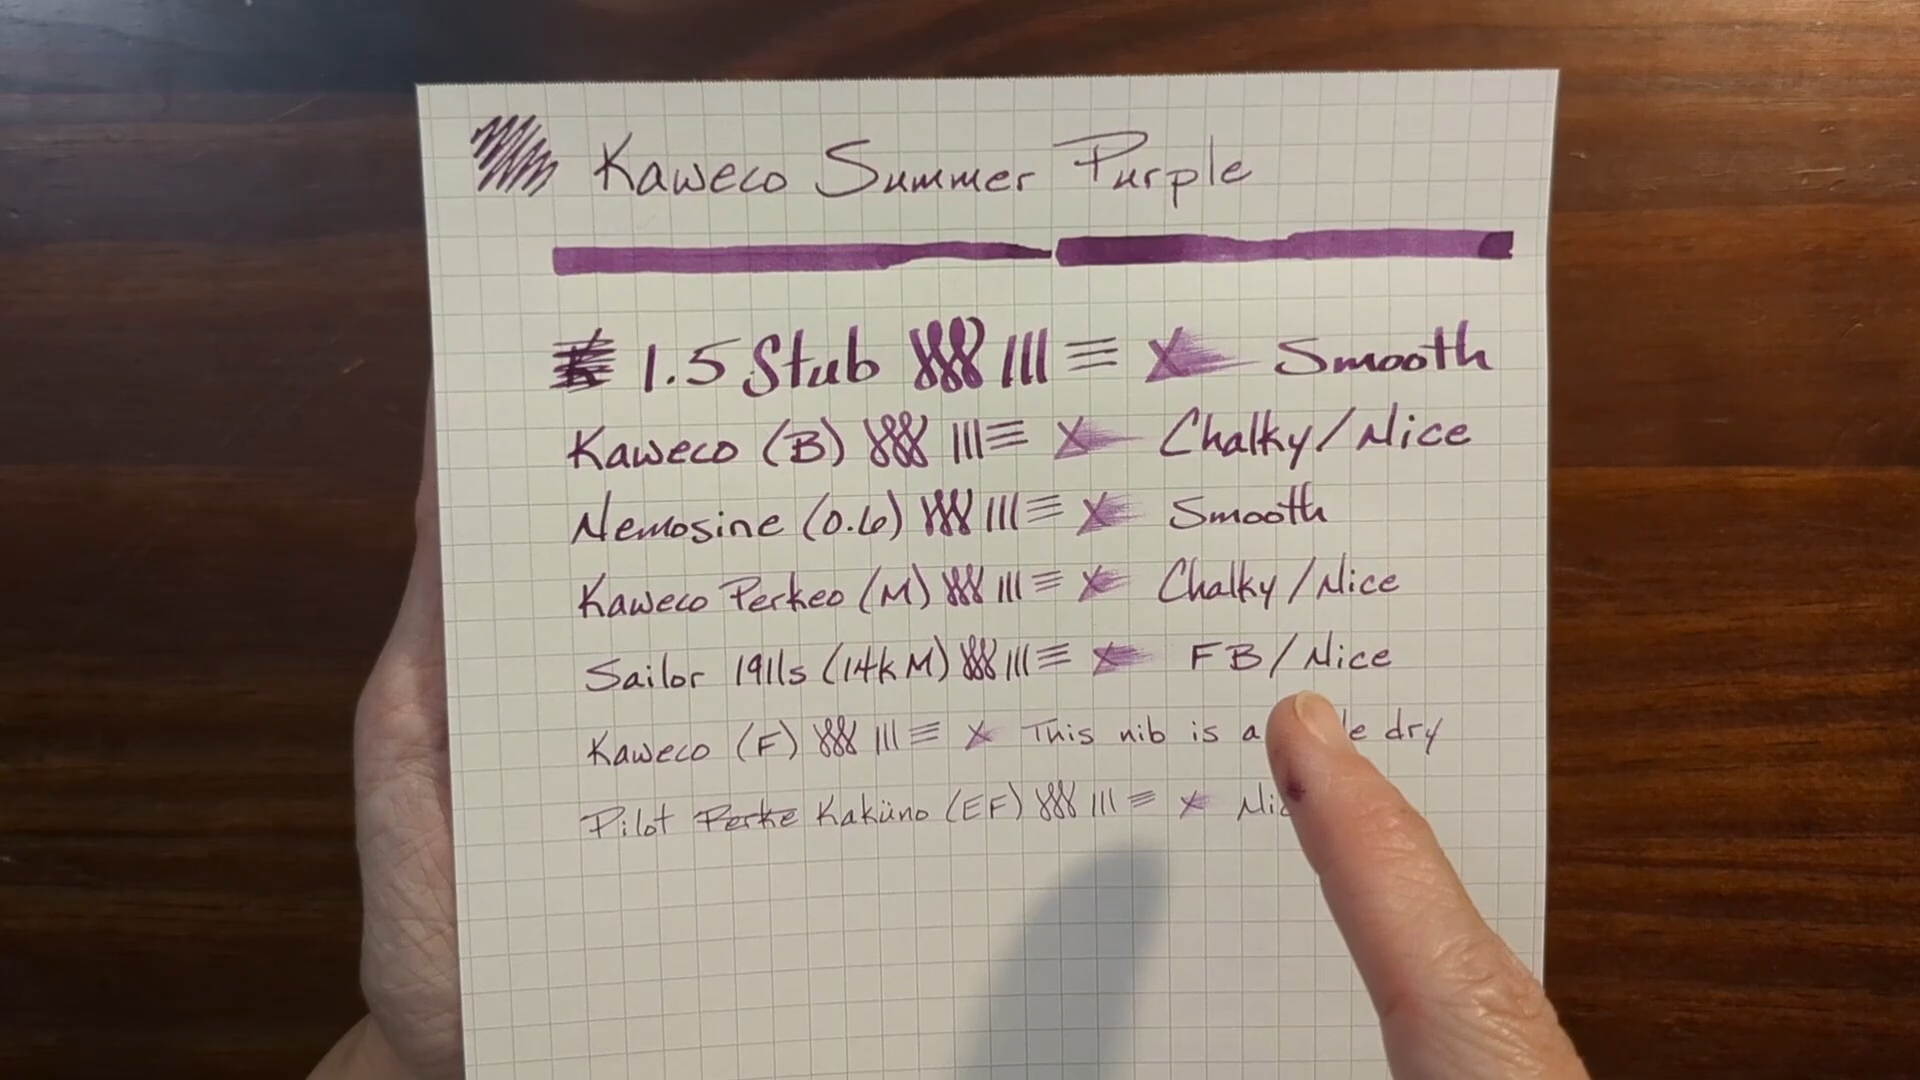 Kaweco Summer Purple
1.5 Stub Smooth
Kaweco (B) Chalky/Nice
Nemosine (0.6) Smooth
Kaweco Perkeo (M) Chalky/Nice
Sailor 1911s (14k M) FB/Nice
Kaweco (F) This nib is a dry
Pilot Perke Kaküno (EF)